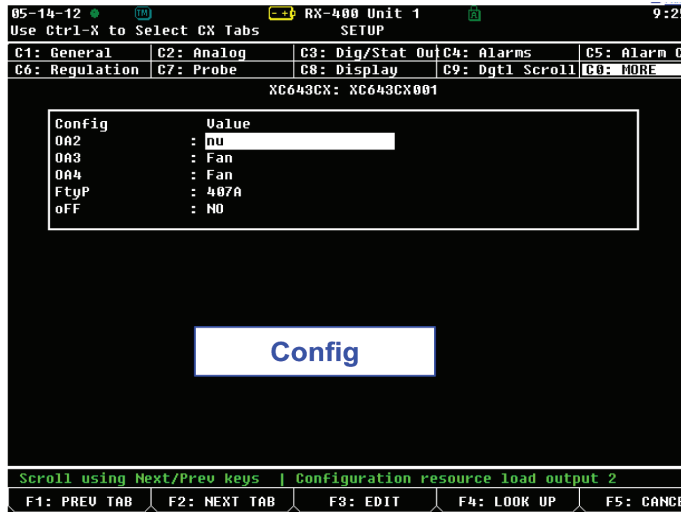 05-14-12 TM - + RX-400 Unit 1 A 9:25
Use Ctrl-X to Select CX Tabs SETUP
C1: General C2: Analog C3: Dig/Stat Out C4: Alarms C5: Alarm C
C6: Regulation C7: Probe C8: Display C9: Dgtl Scroll C0: MORE
XC643CX: XC643CX001
Config Value
OA2 : nu
OA3 : Fan
OA4 : Fan
FtyP : 407A
oFF : NO
Config
Scroll using Next/Prev keys | Configuration resource load output 2
F1: PREV TAB F2: NEXT TAB F3: EDIT F4: LOOK UP F5: CANCE